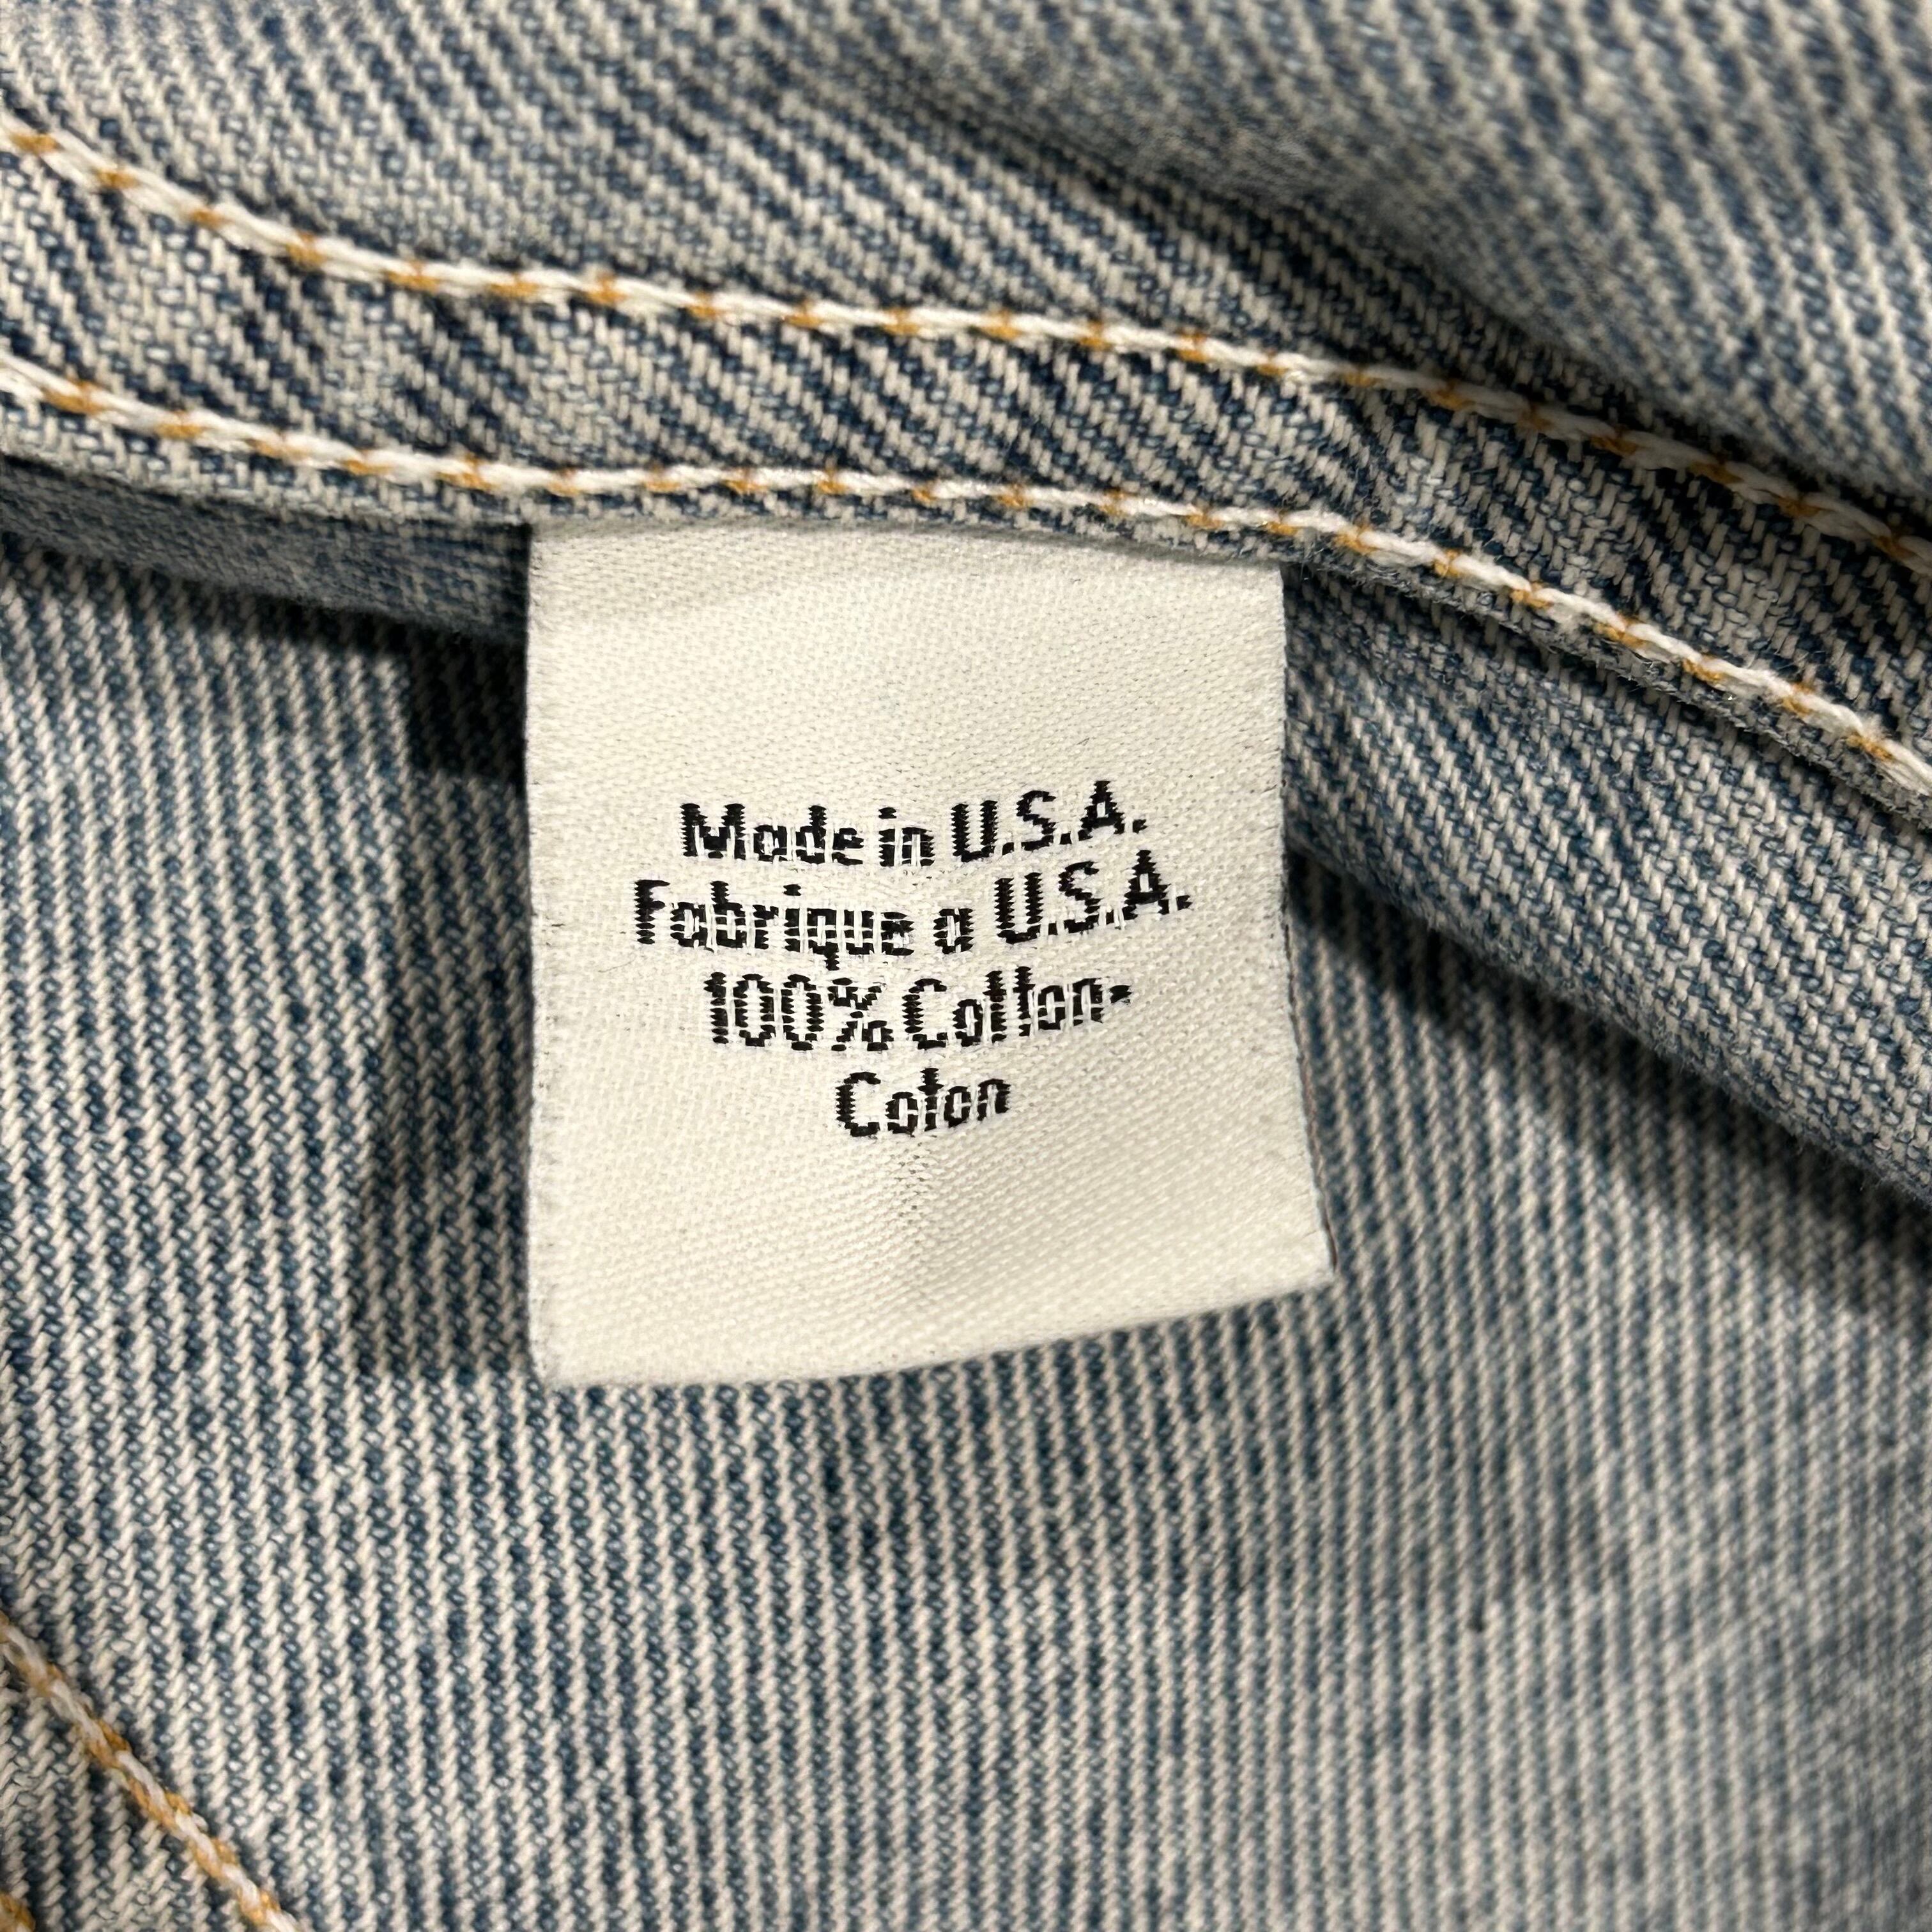 Made in U.S.A.
Fabrique a U.S.A.
100% Cotton-
Coton